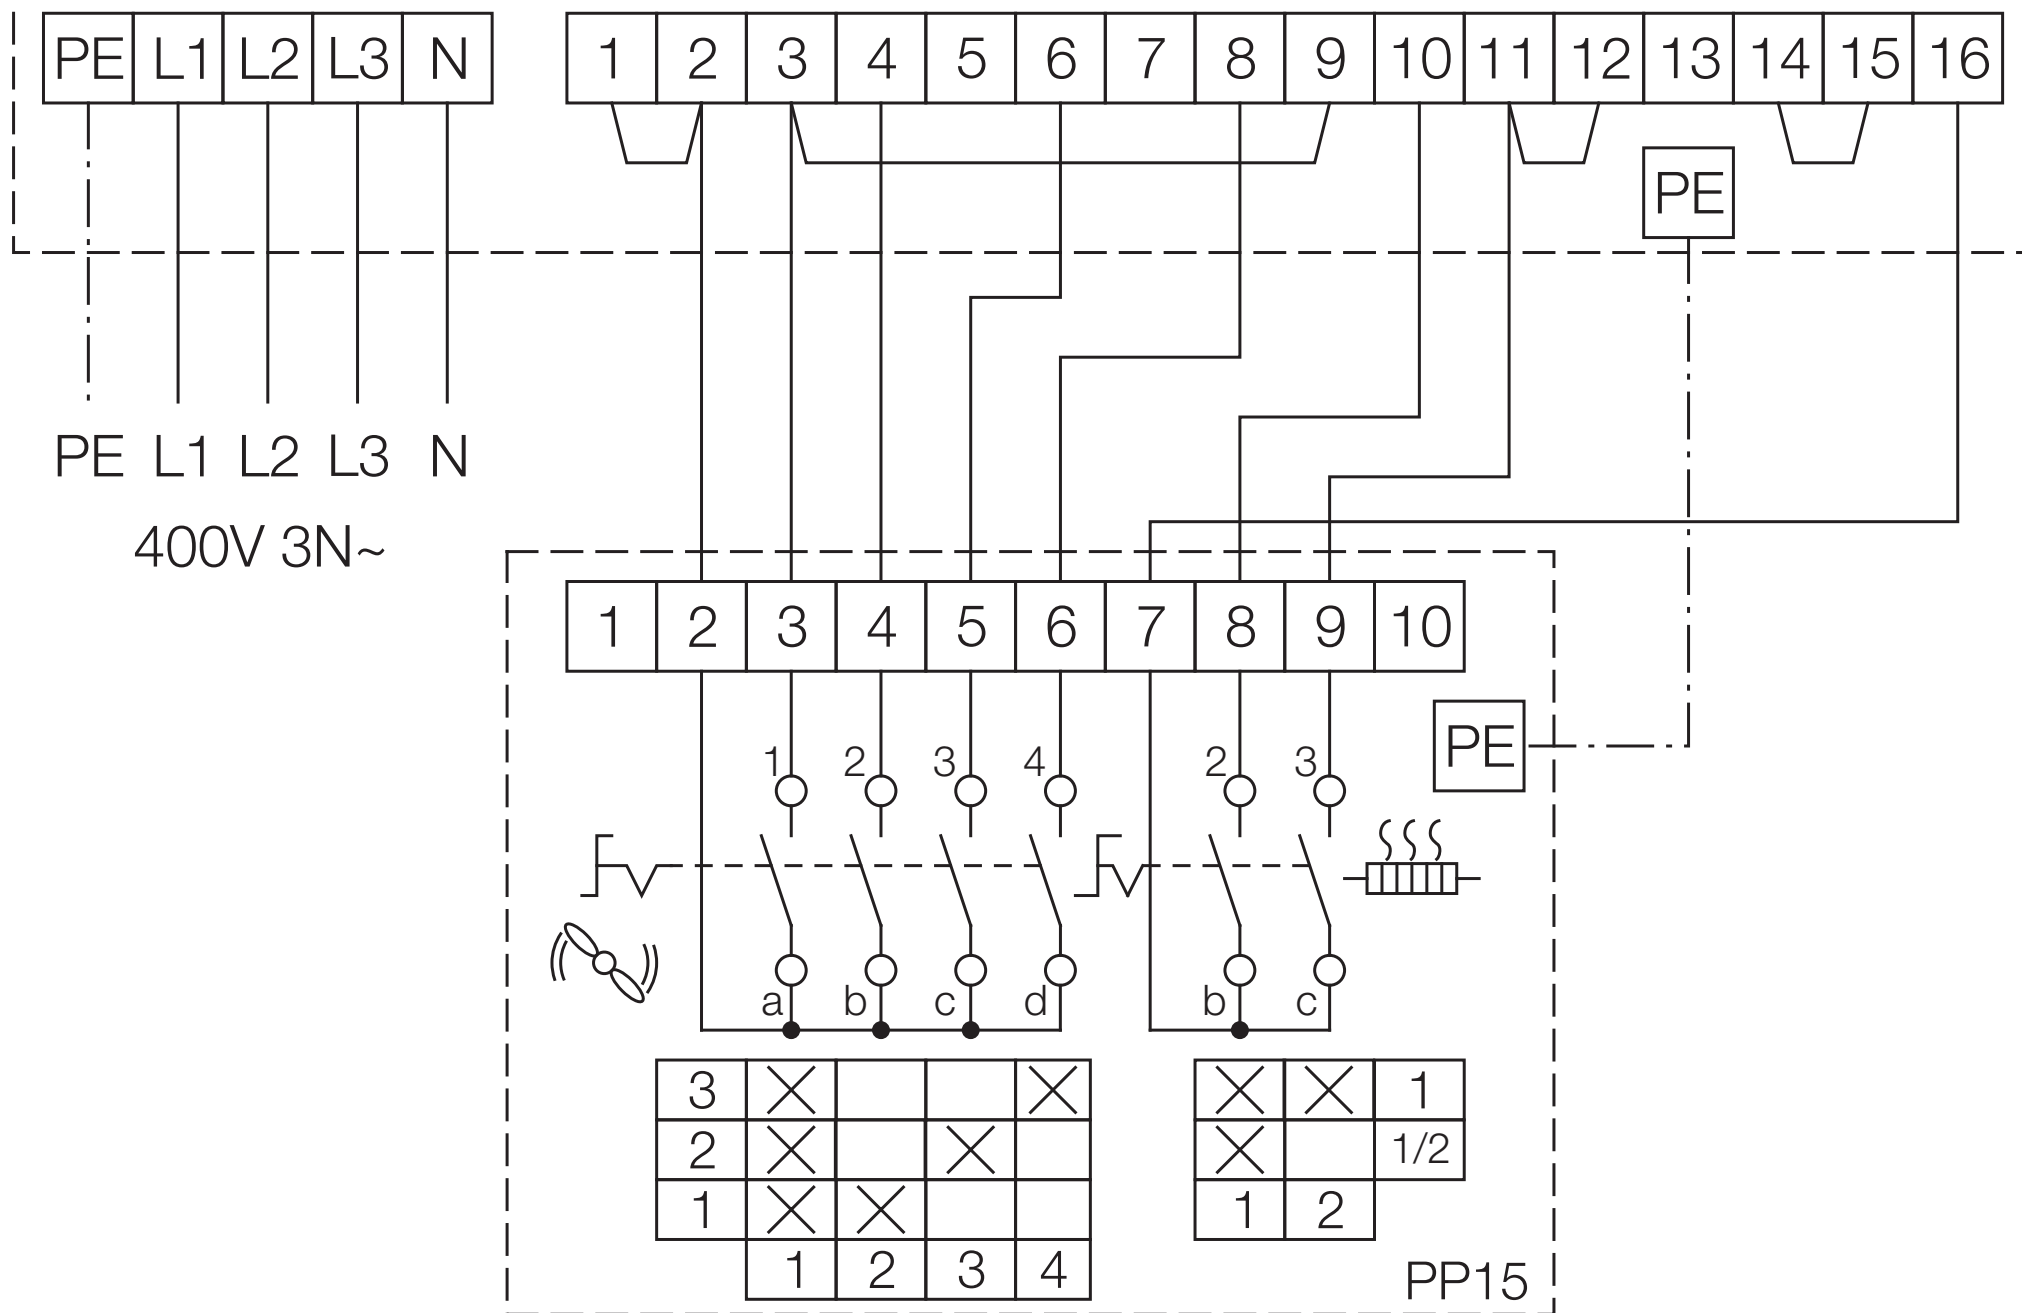 PE L1 L2 L3 N 1 2 3 4 5 6 7 8 9 10 11 12 13 14 15 16
PE
PE L1 L2 L3 N
400V 3N~
1 2 3 4 5 6 7 8 9 10
PE
1 2 3 4 2 3
a b c d b c
3 1
2 1/2
1 1 2
1 2 3 4
PP15